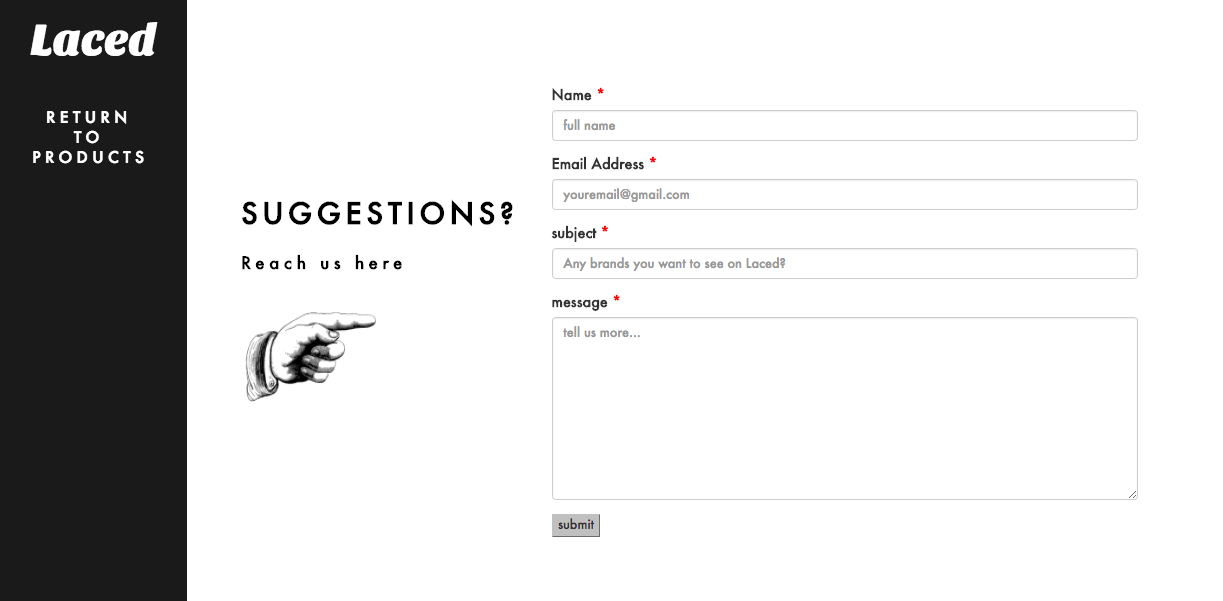 Laced
RETURN
TO
PRODUCTS
SUGGESTIONS?
Reach us here
Name *
full name
Email Address *
youremail@gmail.com
subject *
Any brands you want to see on Laced?
message *
tell us more...
submit